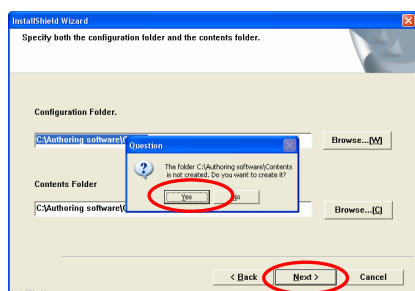 InstallShield Wizard
Specify both the configuration folder and the contents folder.
Configuration Folder.
C:\Authoring software\C
Browse...[W]
Question
The folder C:\Authoring software\Contents
is not created. Do you want to create it?
Yes
No
Contents Folder
C:\Authoring software\C
Browse...[C]
< Back
Next >
Cancel